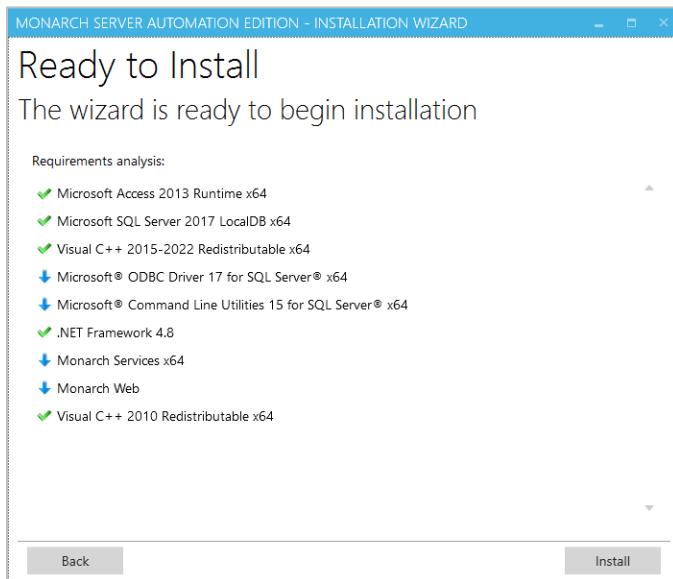 MONARCH SERVER AUTOMATION EDITION - INSTALLATION WIZARD
Ready to Install
The wizard is ready to begin installation
Requirements analysis:
Microsoft Access 2013 Runtime x64
Microsoft SQL Server 2017 LocalDB x64
Visual C++ 2015-2022 Redistributable x64
Microsoft® ODBC Driver 17 for SQL Server® x64
Microsoft® Command Line Utilities 15 for SQL Server® x64
.NET Framework 4.8
Monarch Services x64
Monarch Web
Visual C++ 2010 Redistributable x64
Back
Install